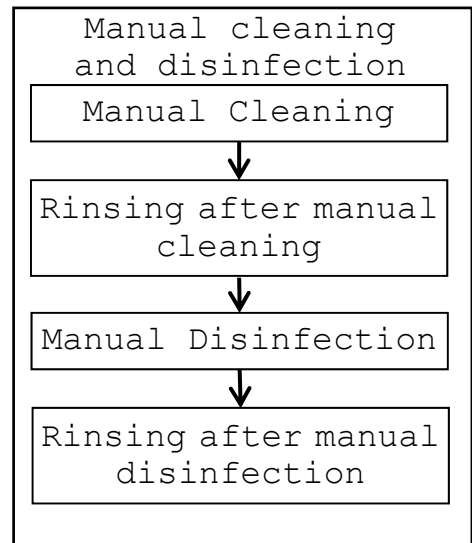 Manual cleaning
and disinfection
Manual Cleaning
Rinsing after manual
cleaning
Manual Disinfection
Rinsing after manual
disinfection